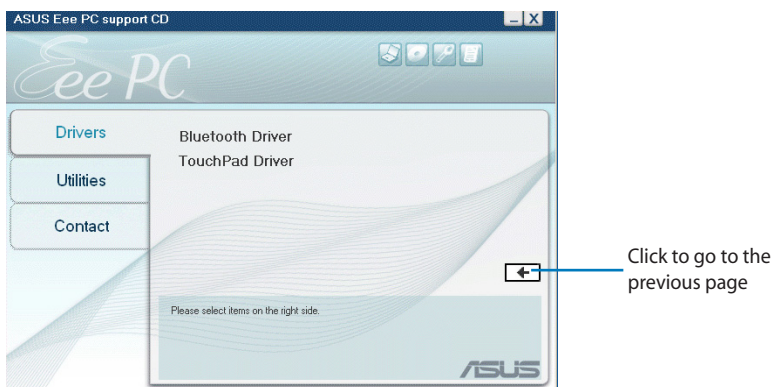 ASUS Eee PC support CD
Eee PC
Drivers
Utilities
Contact
Bluetooth Driver
TouchPad Driver
Click to go to the
previous page
Please select items on the right side.
ASUS